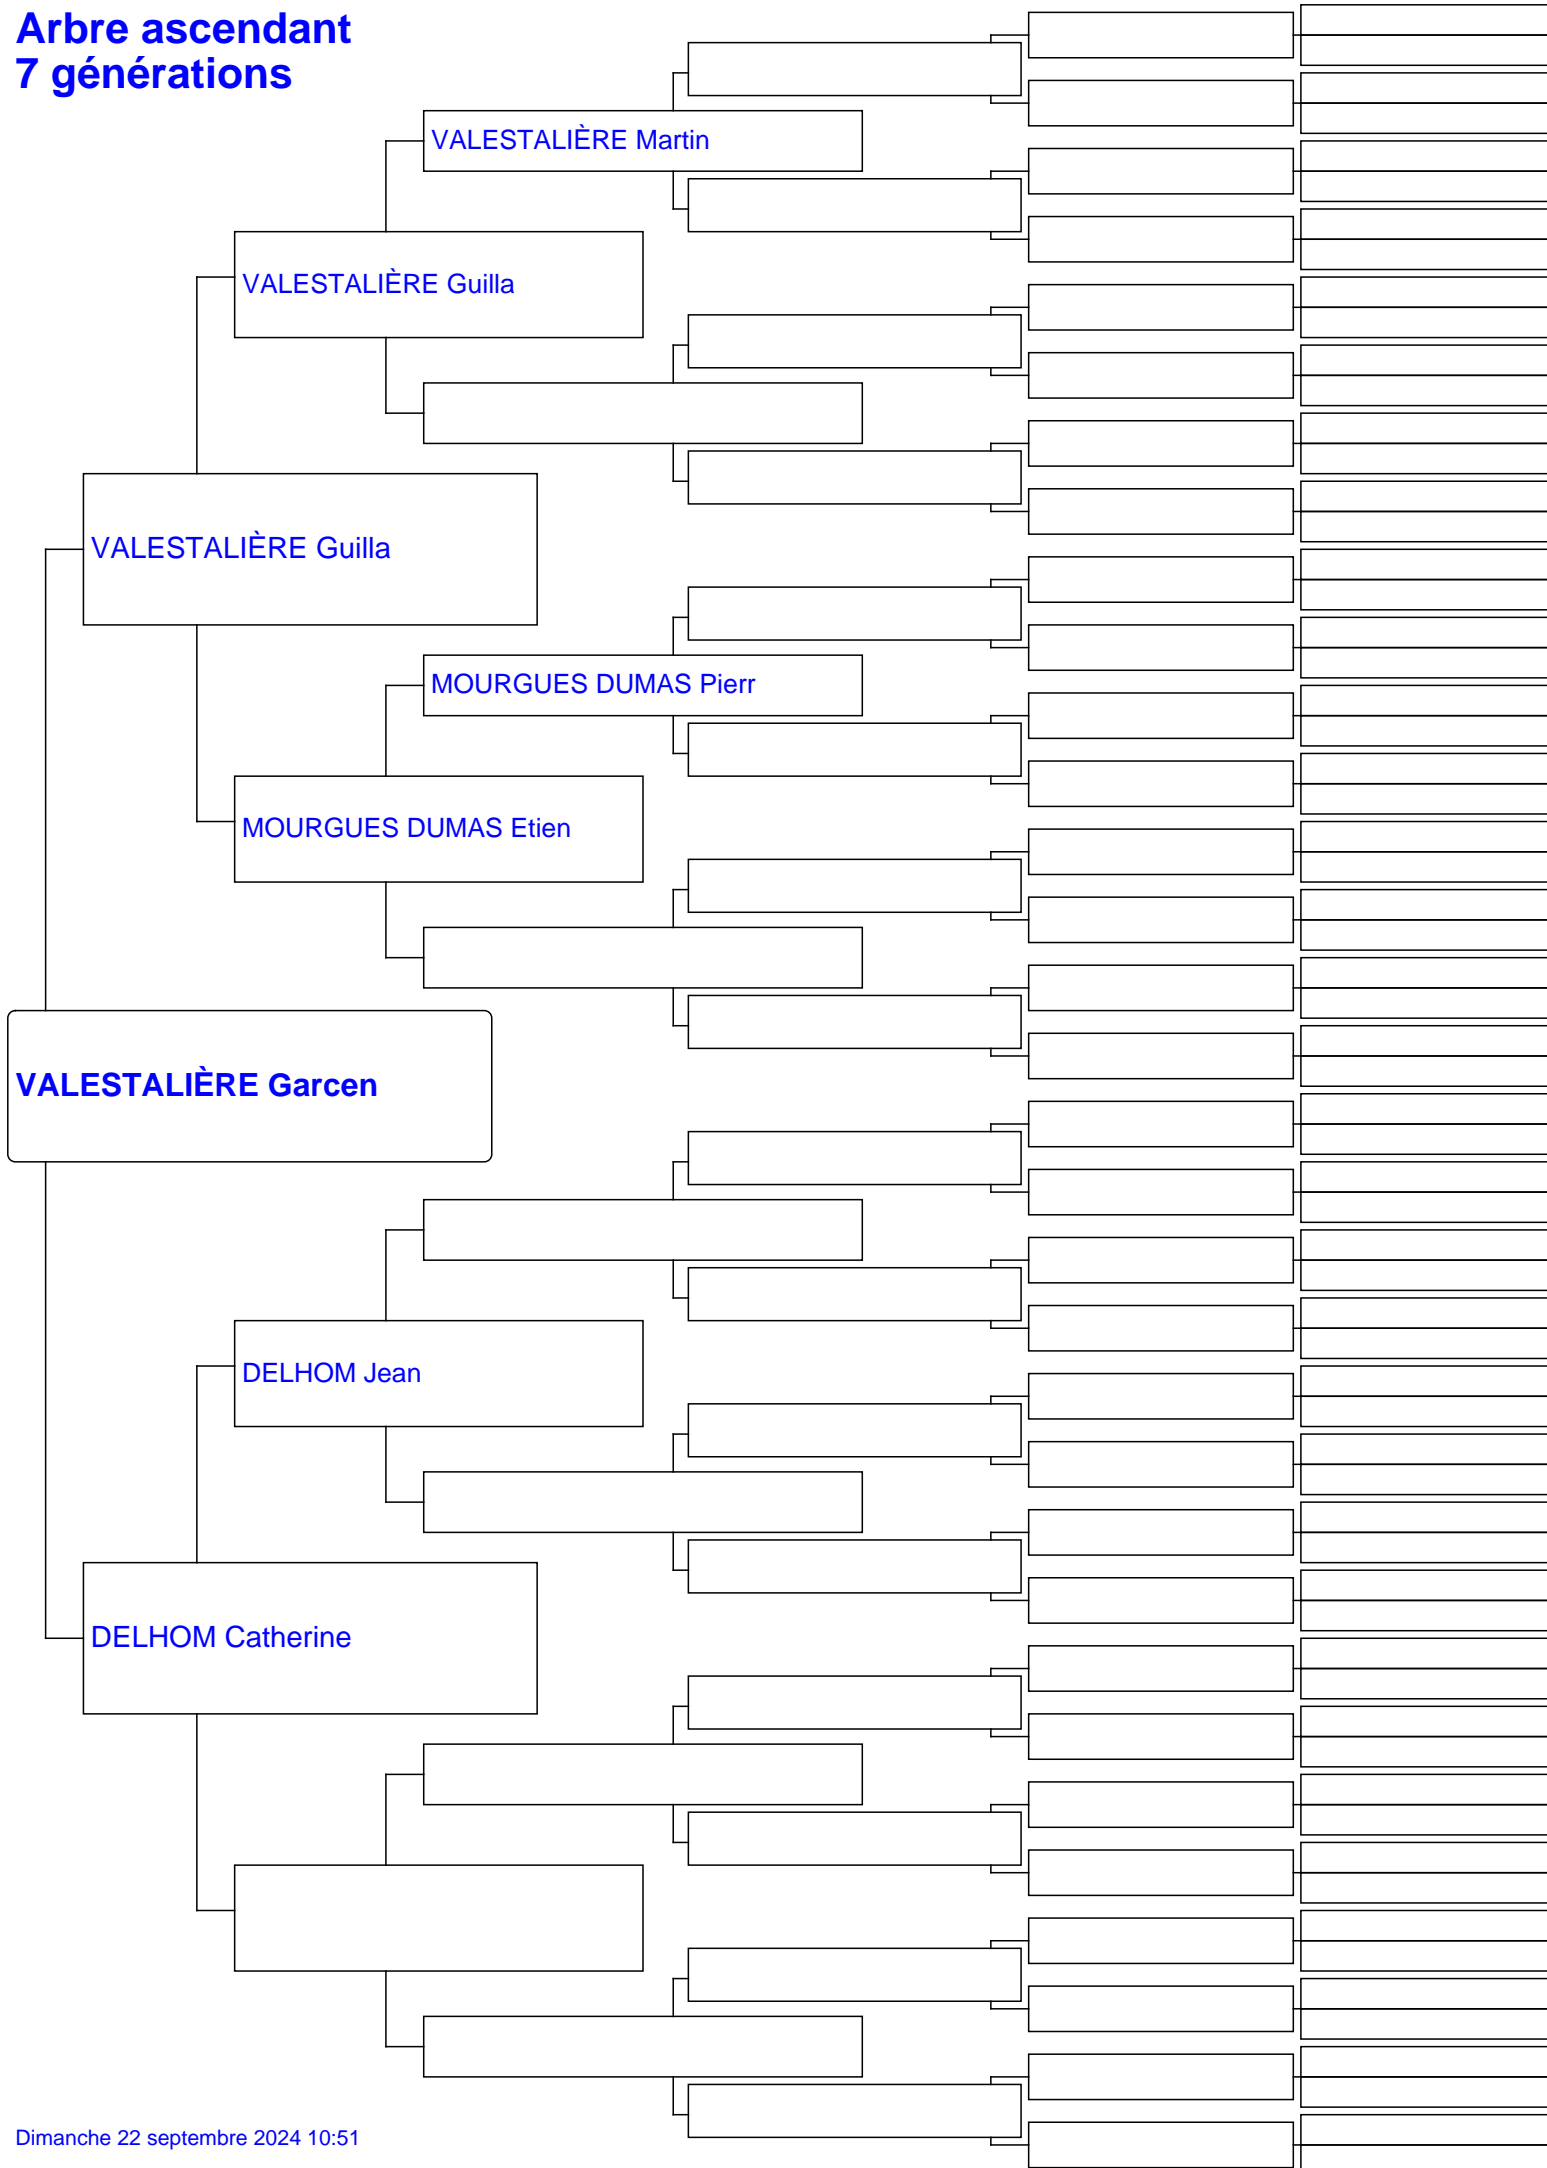 Arbre ascendant
7 générations
VALESTALIÈRE Martin
VALESTALIÈRE Guilla
VALESTALIÈRE Guilla
MOURGUES DUMAS Pierr
MOURGUES DUMAS Etien
VALESTALIÈRE Garcen
DELHOM Jean
DELHOM Catherine
Dimanche 22 septembre 2024 10:51